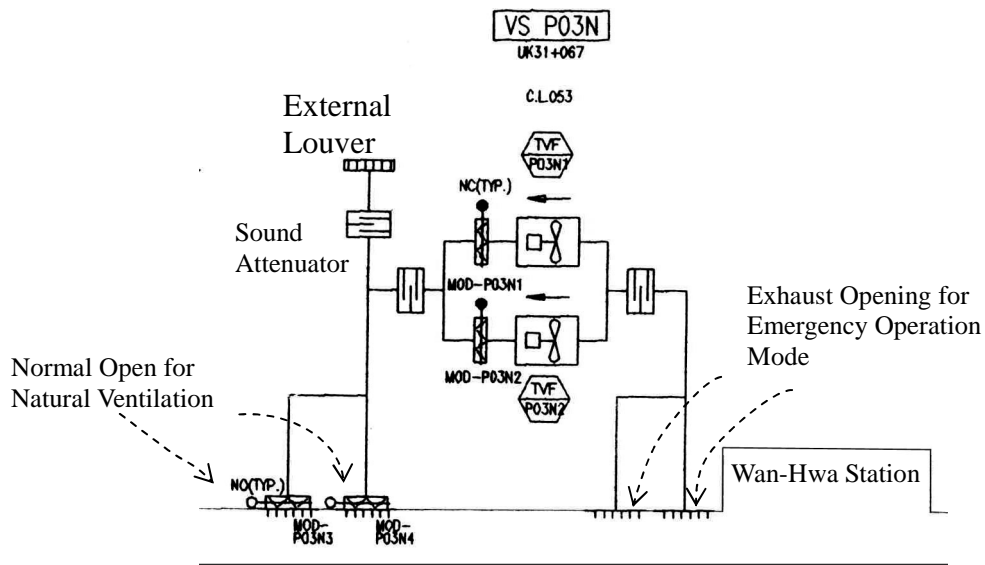 VS P03N
UK31+067
C.L.053
External
Louver
TVF
P03N1
NC(TYP.)
Sound
Attenuator
MOD-P03N1
Exhaust Opening for
Emergency Operation
Mode
Normal Open for
Natural Ventilation
MOD-P03N2
TVF
P03N2
Wan-Hwa Station
NO(TYP.)
MOD-
P03N3
MOD-
P03N4